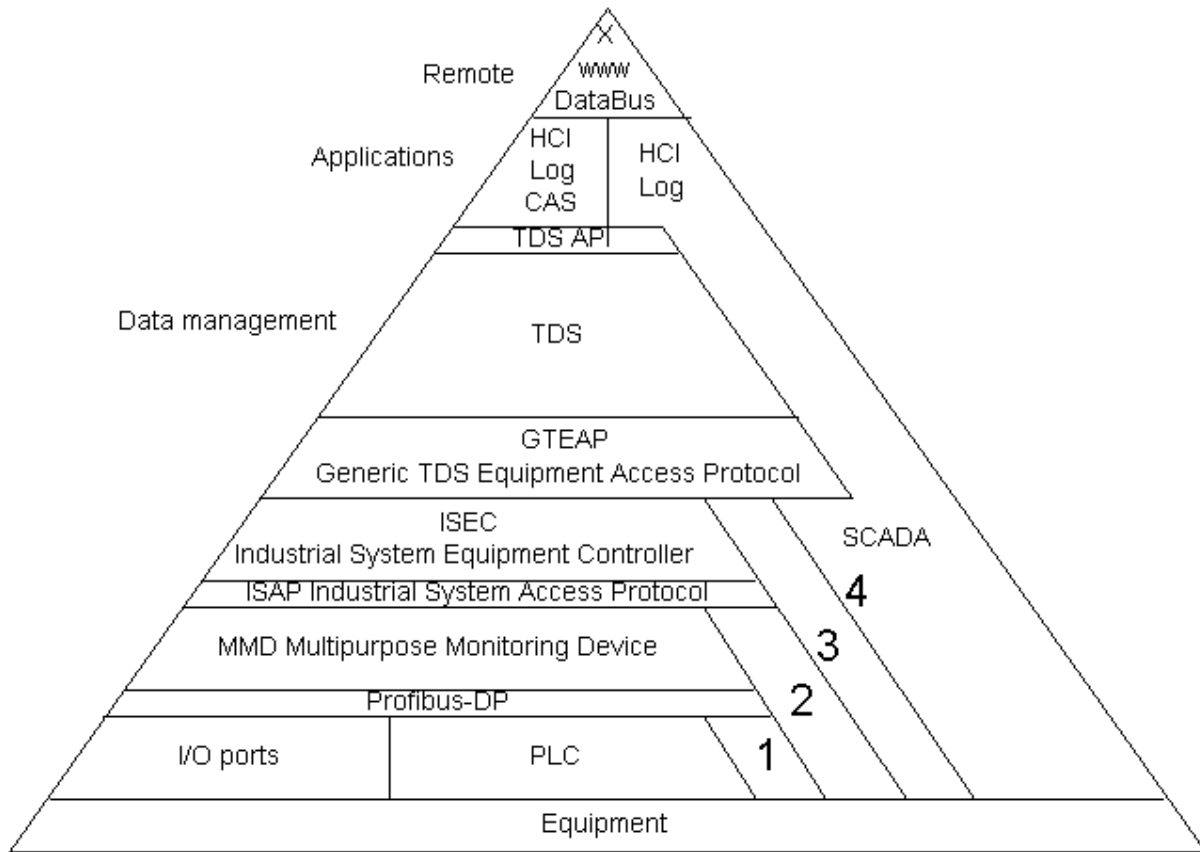 X
Remote
WWW
DataBus
Applications
HCI
Log
CAS
HCI
Log
TDS API
Data management
TDS
GTEAP
Generic TDS Equipment Access Protocol
ISEC
Industrial System Equipment Controller
SCADA
ISAP Industrial System Access Protocol
4
MMD Multipurpose Monitoring Device
3
Profibus-DP
2
I/O ports
PLC
1
Equipment